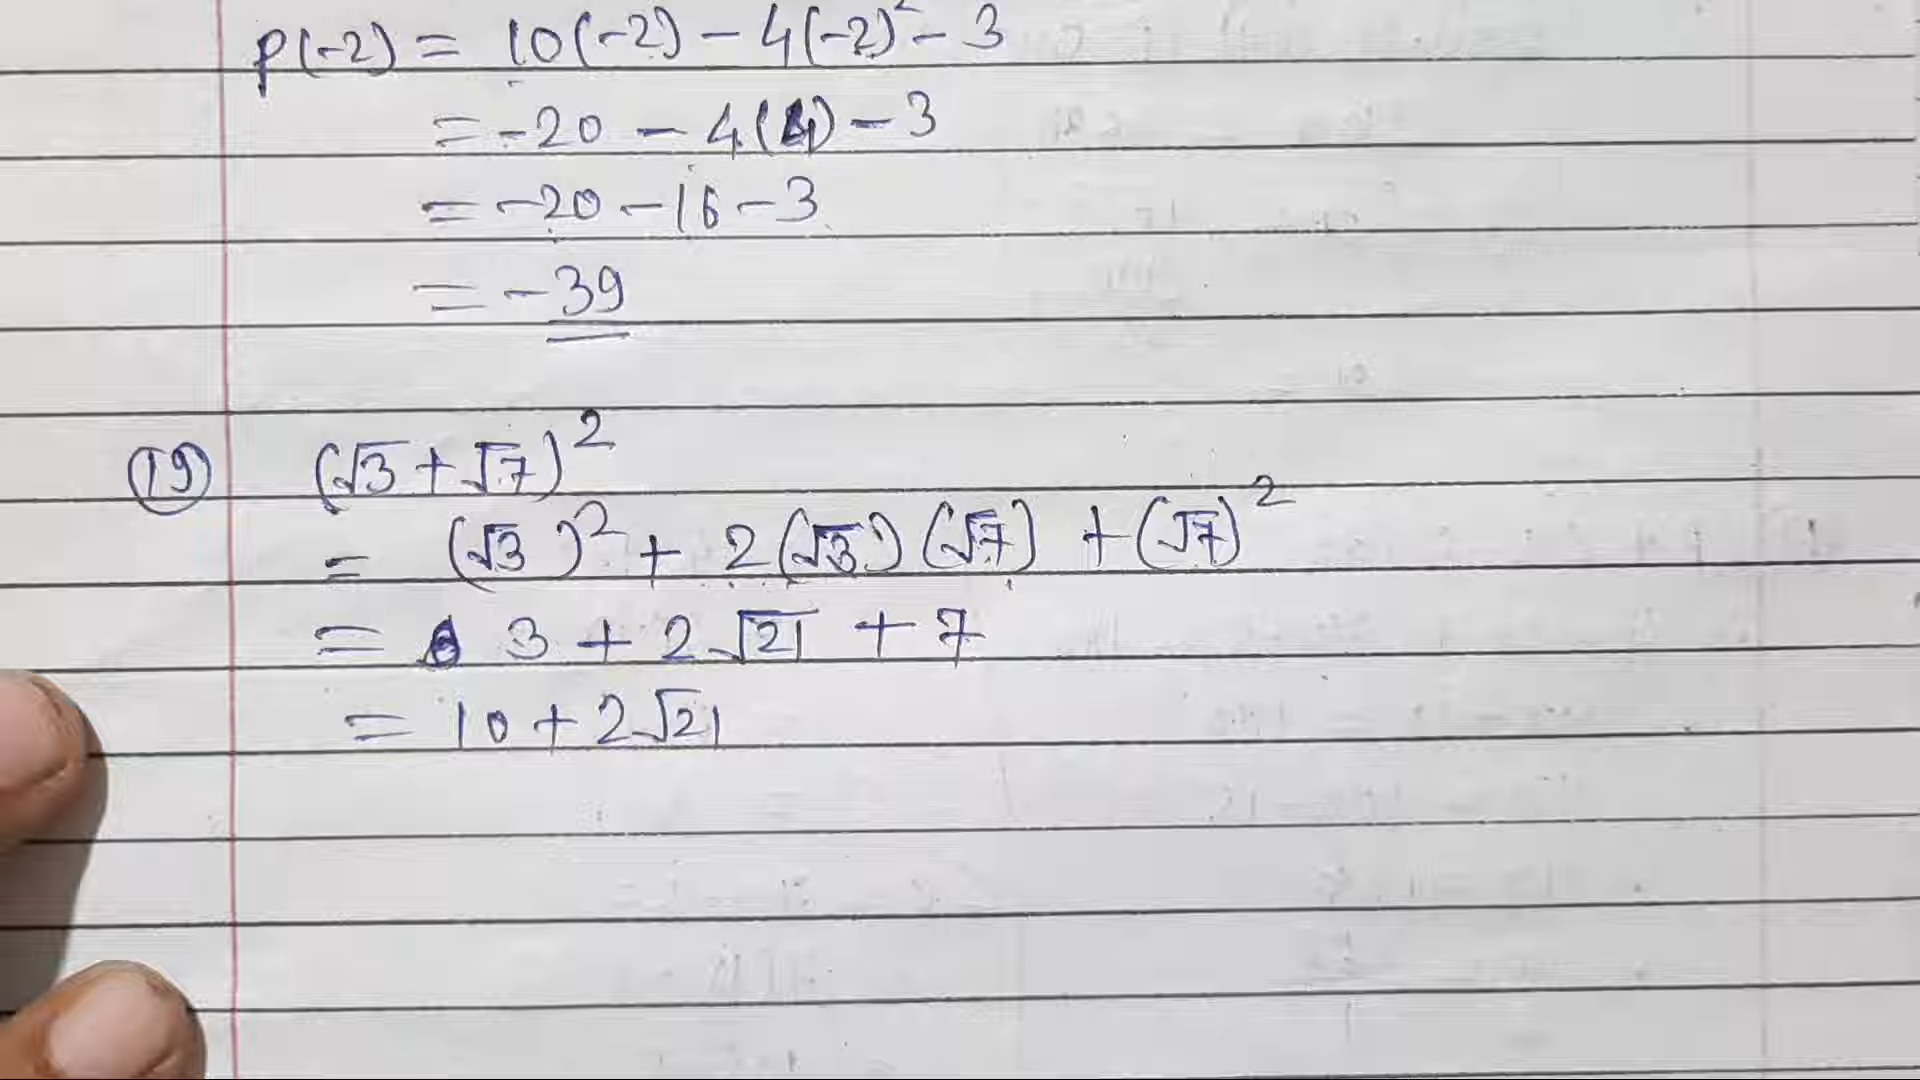 p(-2) = 10(-2) - 4(-2)² - 3
= -20 - 4(4) - 3
= -20 - 16 - 3
= -39
(19) (√3 + √7)²
= (√3)² + 2(√3)(√7) + (√7)²
= 3 + 2√21 + 7
= 10 + 2√21